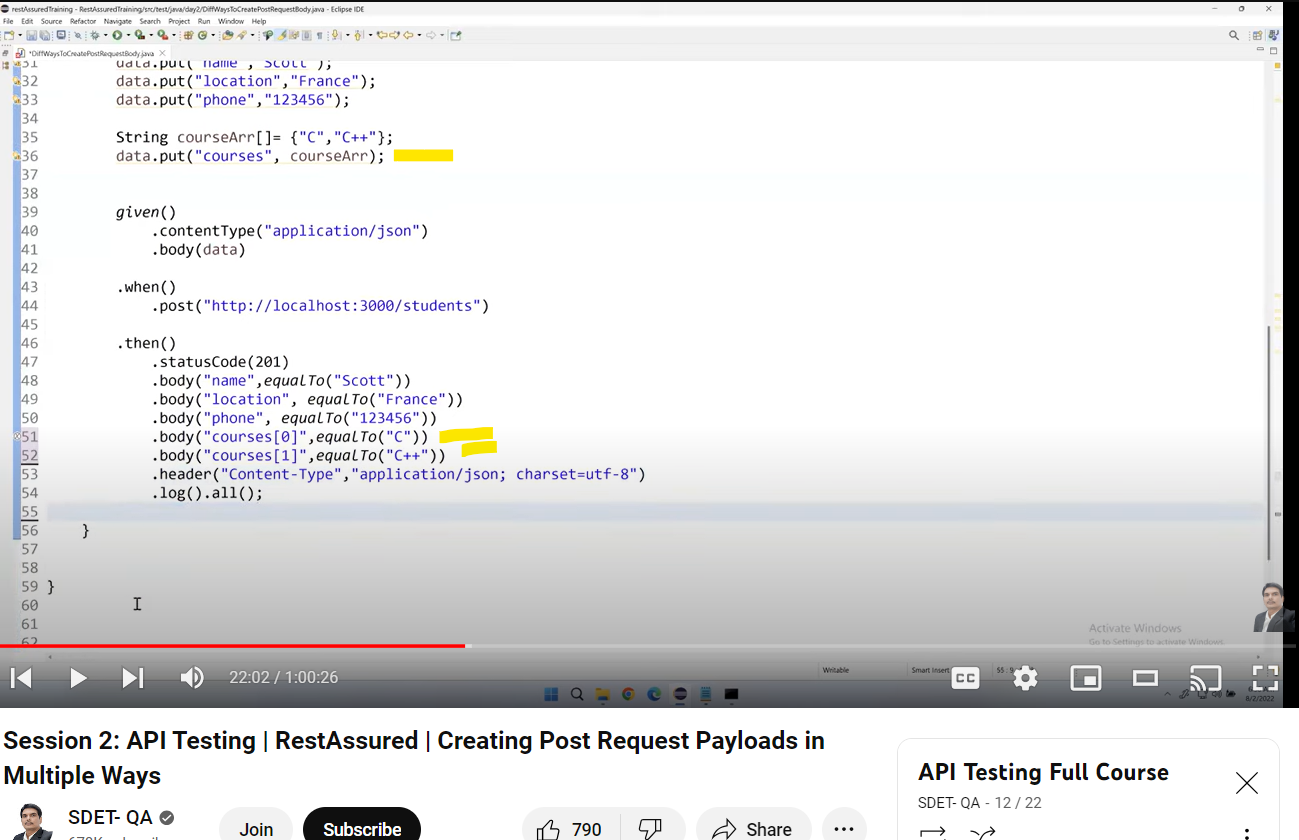 restAssuredTraining - RestAssuredTraining/src/test/java/day2/DiffWaysToCreatePostRequestBody.java - Eclipse IDE
File Edit Source Refactor Navigate Search Project Run Window Help
*DiffWaysToCreatePostRequestBody.java
31 data.put("name","Scott");
32 data.put("location","France");
33 data.put("phone","123456");
34
35 String courseArr[]= {"C","C++"};
36 data.put("courses", courseArr);
37
38
39 given()
40 .contentType("application/json")
41 .body(data)
42
43 .when()
44 .post("http://localhost:3000/students")
45
46 .then()
47 .statusCode(201)
48 .body("name",equalTo("Scott"))
49 .body("location", equalTo("France"))
50 .body("phone", equalTo("123456"))
51 .body("courses[0]",equalTo("C"))
52 .body("courses[1]",equalTo("C++"))
53 .header("Content-Type","application/json; charset=utf-8")
54 .log().all();
55
56 }
57
58
59 }
60
61
62
Activate Windows
Go to Settings to activate Windows.
Writable Smart Insert
22:02 / 1:00:26
CC
8/2/2022
Session 2: API Testing | RestAssured | Creating Post Request Payloads in
Multiple Ways
SDET- QA
Join
Subscribe
790
Share
API Testing Full Course
SDET- QA - 12 / 22